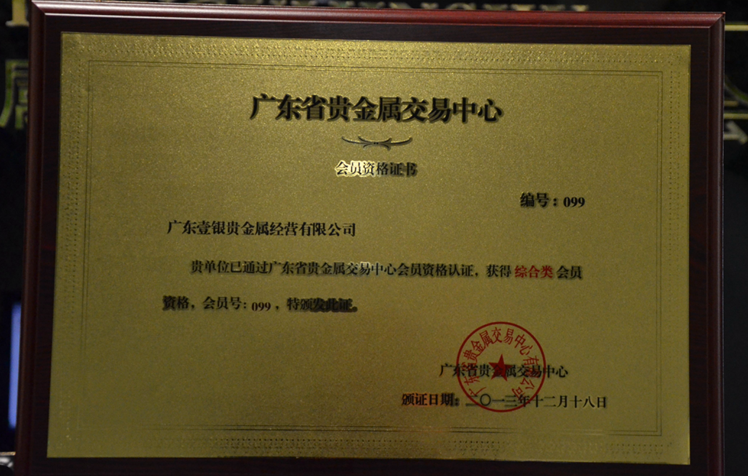 广东省贵金属交易中心
会员资格证书
编号：099
广东壹银贵金属经营有限公司
贵单位已通过广东省贵金属交易中心会员资格认证，获得 综合类 会员
资格，会员号：099 ，特颁发此证。
广东省贵金属交易中心有限公司
广东省贵金属交易中心
颁证日期：二〇一三年十二月十八日